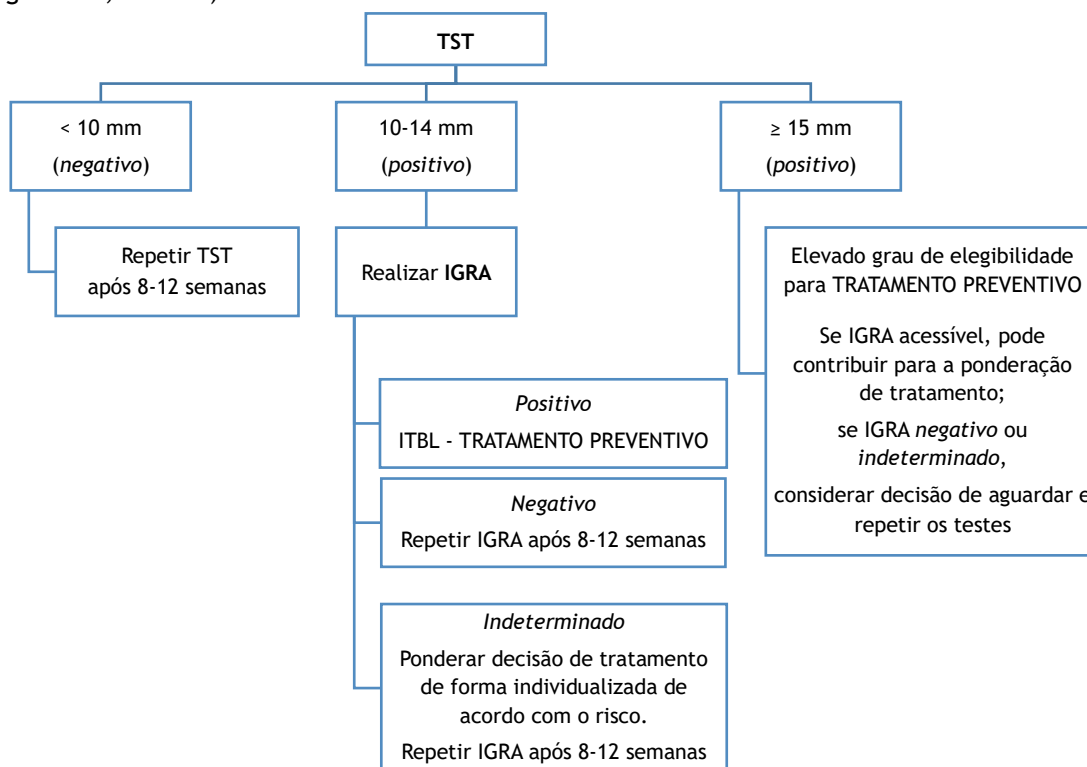 TST
< 10 mm
(negativo)
10-14 mm
(positivo)
≥ 15 mm
(positivo)
Repetir TST
após 8-12 semanas
Realizar IGRA
Positivo
ITBL - TRATAMENTO PREVENTIVO
Negativo
Repetir IGRA após 8-12 semanas
Indeterminado
Ponderar decisão de tratamento
de forma individualizada de
acordo com o risco.
Repetir IGRA após 8-12 semanas
Elevado grau de elegibilidade
para TRATAMENTO PREVENTIVO
Se IGRA acessível, pode
contribuir para a ponderação
de tratamento;
se IGRA negativo ou
indeterminado,
considerar decisão de aguardar e
repetir os testes